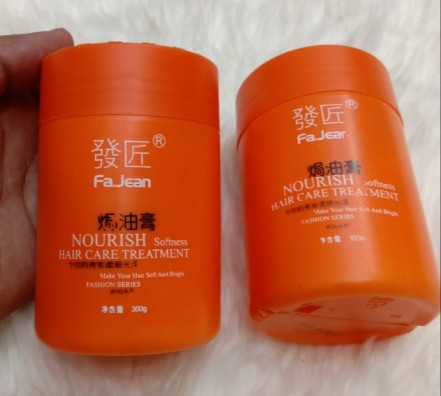 發匠®
FaJean
焗油膏
NOURISH Softness
HAIR CARE TREATMENT
Make Your Hair Soft And Bright
FASHION SERIES
净含量 300g
發匠®
FaJean
焗油膏
NOURISH Softness
HAIR CARE TREATMENT
Make Your Hair Soft And Bright
FASHION SERIES
净含量